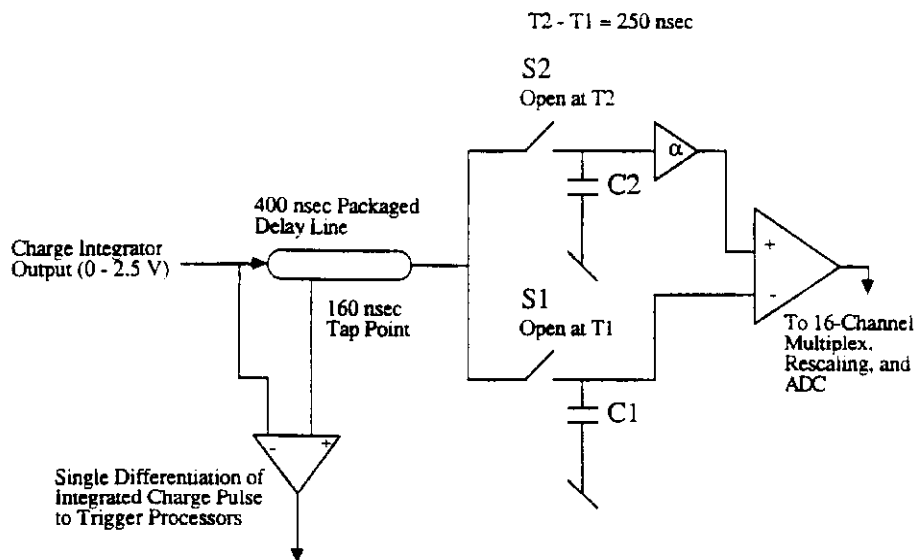 T2 - T1 = 250 nsec
S2
Open at T2
α
C2
400 nsec Packaged
Delay Line
Charge Integrator
Output (0 - 2.5 V)
+
-
160 nsec
Tap Point
S1
Open at T1
To 16-Channel
Multiplex,
Rescaling, and
ADC
C1
- +
Single Differentiation of
Integrated Charge Pulse
to Trigger Processors